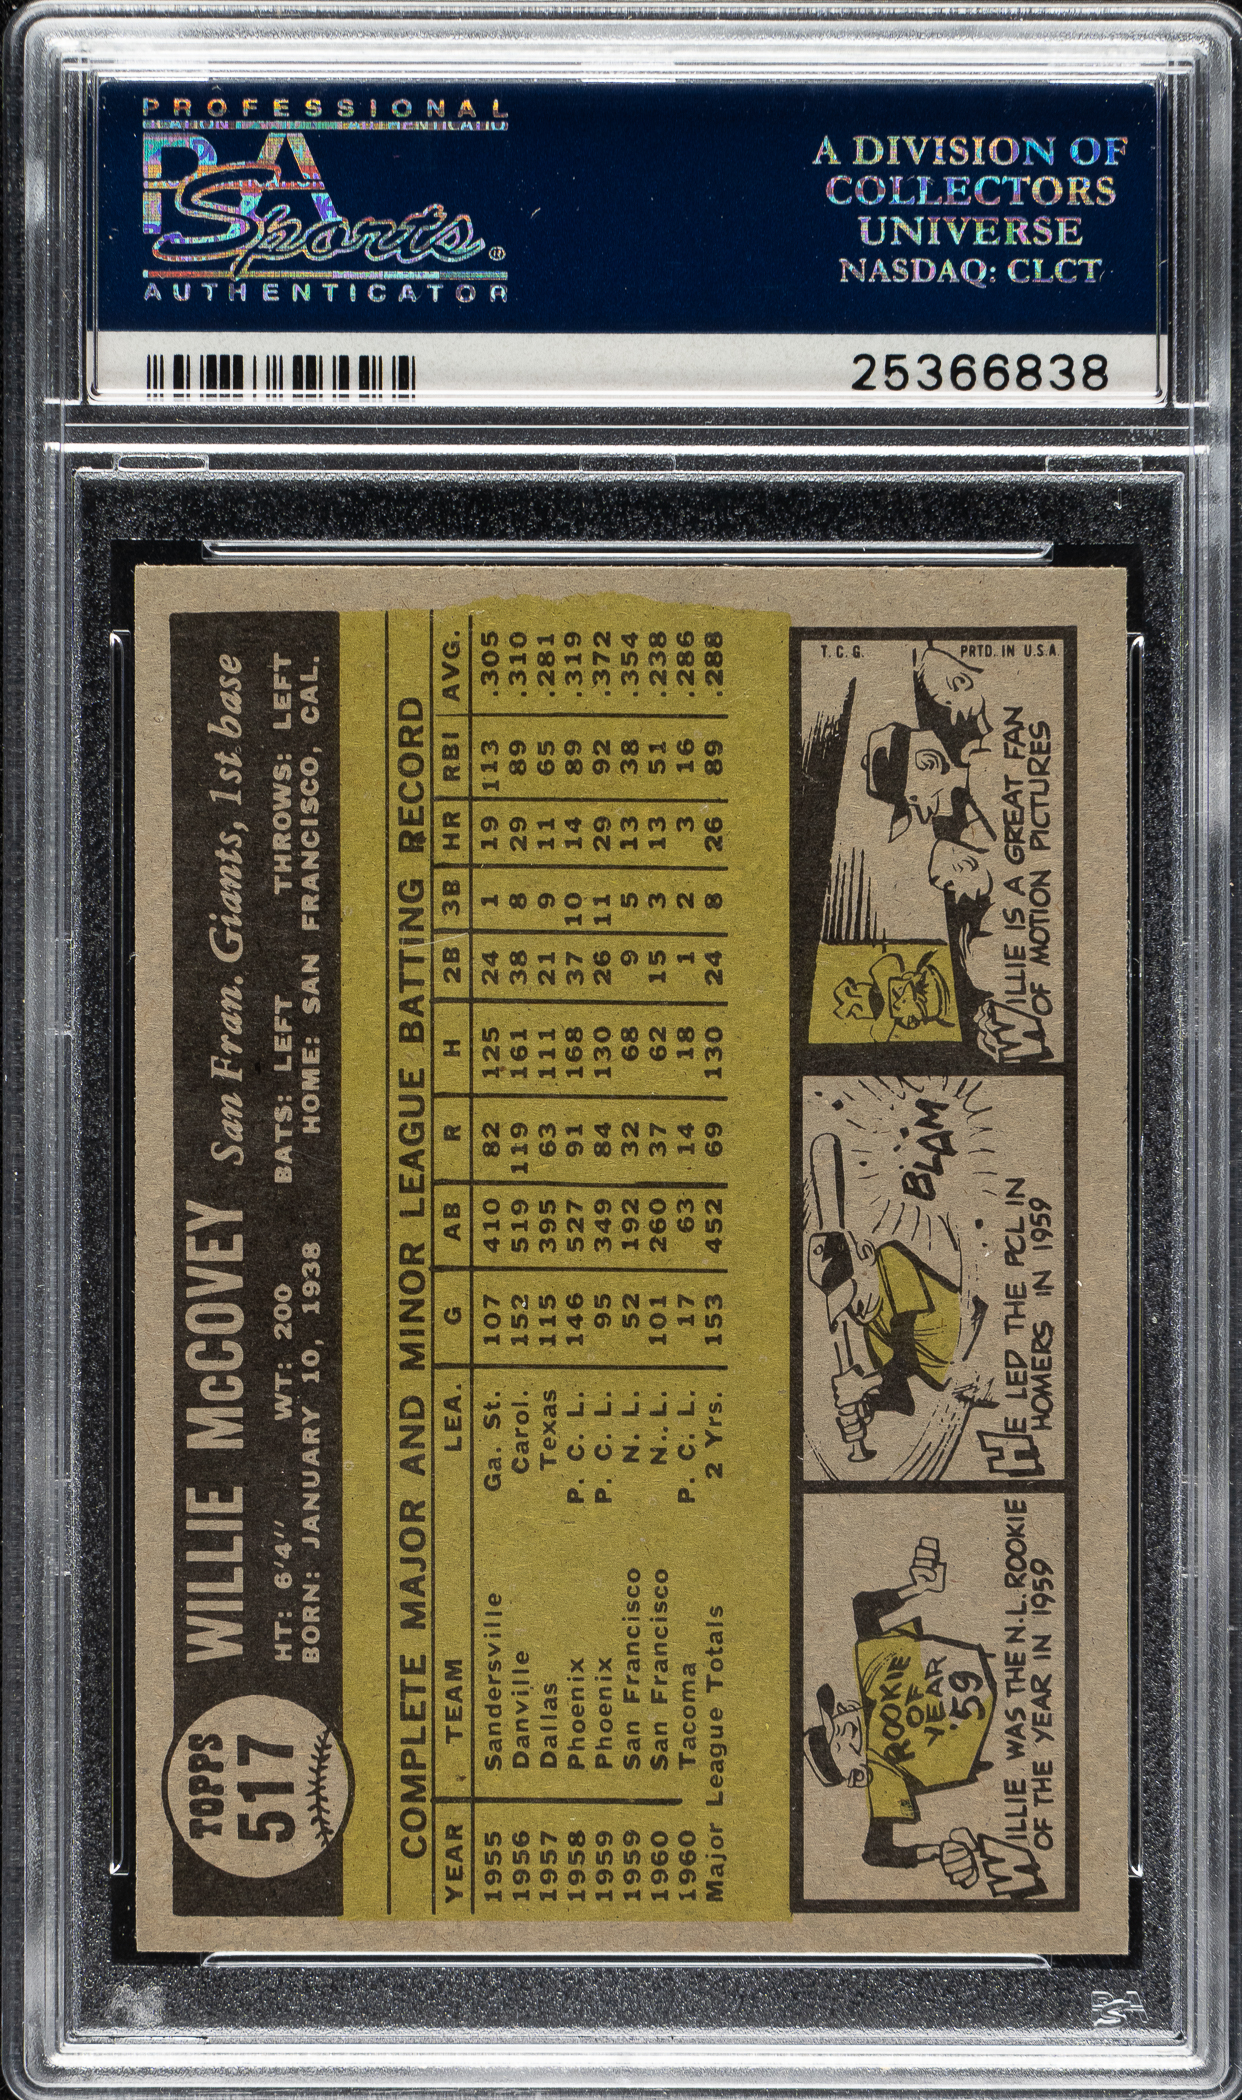 PROFESSIONAL
PSA
Sports®
AUTHENTICATOR
A DIVISION OF
COLLECTORS
UNIVERSE
NASDAQ: CLCT
25366838
TOPPS
517
WILLIE McCOVEY San Fran. Giants, 1st base
HT: 6'4" WT: 200 BATS: LEFT THROWS: LEFT
BORN: JANUARY 10, 1938 HOME: SAN FRANCISCO, CAL.
COMPLETE MAJOR AND MINOR LEAGUE BATTING RECORD
YEAR TEAM LEA. G AB R H 2B 3B HR RBI AVG.
1955 Sandersville Ga. St. 107 410 82 125 24 1 19 113 .305
1956 Danville Carol. 152 519 119 161 38 8 29 89 .310
1957 Dallas Texas 115 395 63 111 21 9 11 65 .281
1958 Phoenix P. C. L. 146 527 91 168 37 10 14 89 .319
1959 Phoenix P. C. L. 95 349 84 130 26 11 29 92 .372
1959 San Francisco N. L. 52 192 32 68 9 5 13 38 .354
1960 San Francisco N. L. 101 260 37 62 15 3 13 51 .238
1960 Tacoma P. C. L. 17 63 14 18 1 2 3 16 .286
Major League Totals 2 Yrs. 153 452 69 130 24 8 26 89 .288
ROOKIE
OF
YEAR
'59
WILLIE WAS THE N.L. ROOKIE
OF THE YEAR IN 1959
BLAM
HE LED THE PCL IN
HOMERS IN 1959
T.C.G. PRTD. IN U.S.A
WILLIE IS A GREAT FAN
OF MOTION PICTURES
PSA